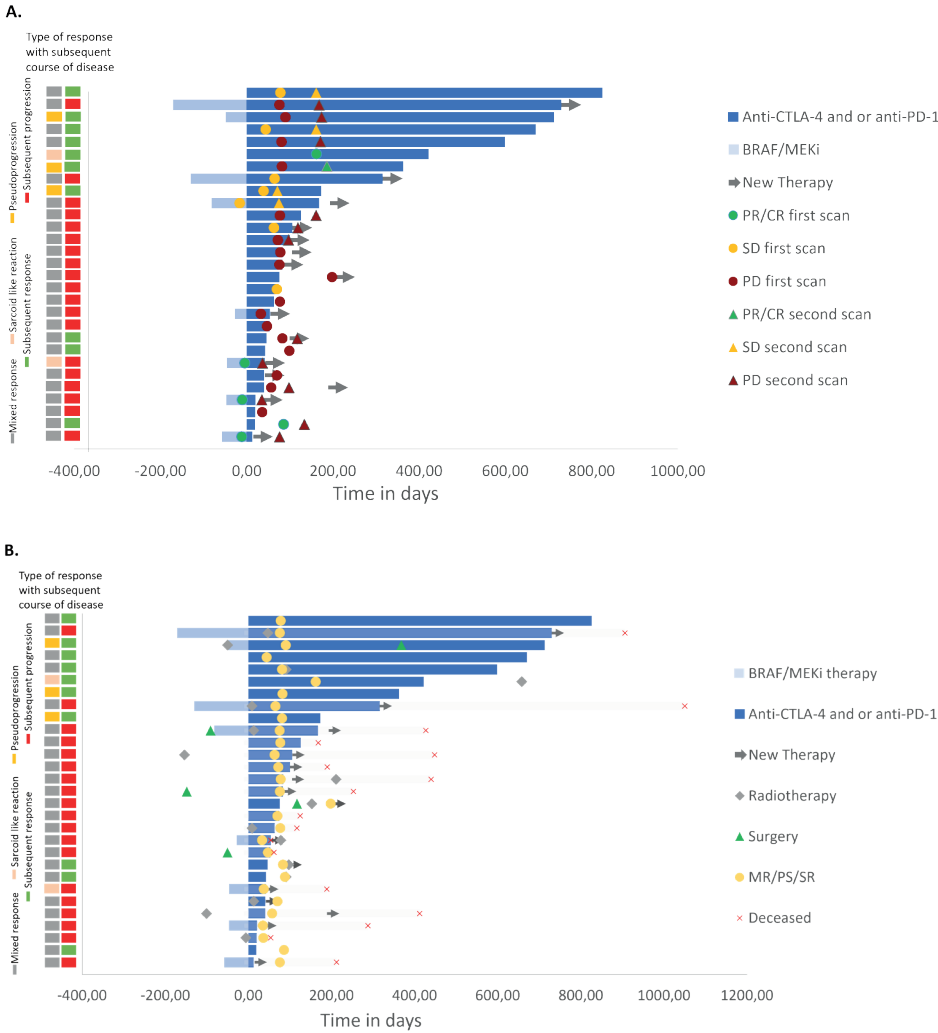 A.
Type of response
with subsequent
course of disease
Pseudoprogression
Subsequent progression
Sarcoid like reaction
Subsequent response
Mixed response
Anti-CTLA-4 and or anti-PD-1
BRAF/MEKi
New Therapy
PR/CR first scan
SD first scan
PD first scan
PR/CR second scan
SD second scan
PD second scan
-400,00 -200,00 0,00 200,00 400,00 600,00 800,00 1000,00
Time in days
B.
Type of response
with subsequent
course of disease
Pseudoprogression
Subsequent progression
Sarcoid like reaction
Subsequent response
Mixed response
BRAF/MEKi therapy
Anti-CTLA-4 and or anti-PD-1
New Therapy
Radiotherapy
Surgery
MR/PS/SR
Deceased
-400,00 -200,00 0,00 200,00 400,00 600,00 800,00 1000,00 1200,00
Time in days